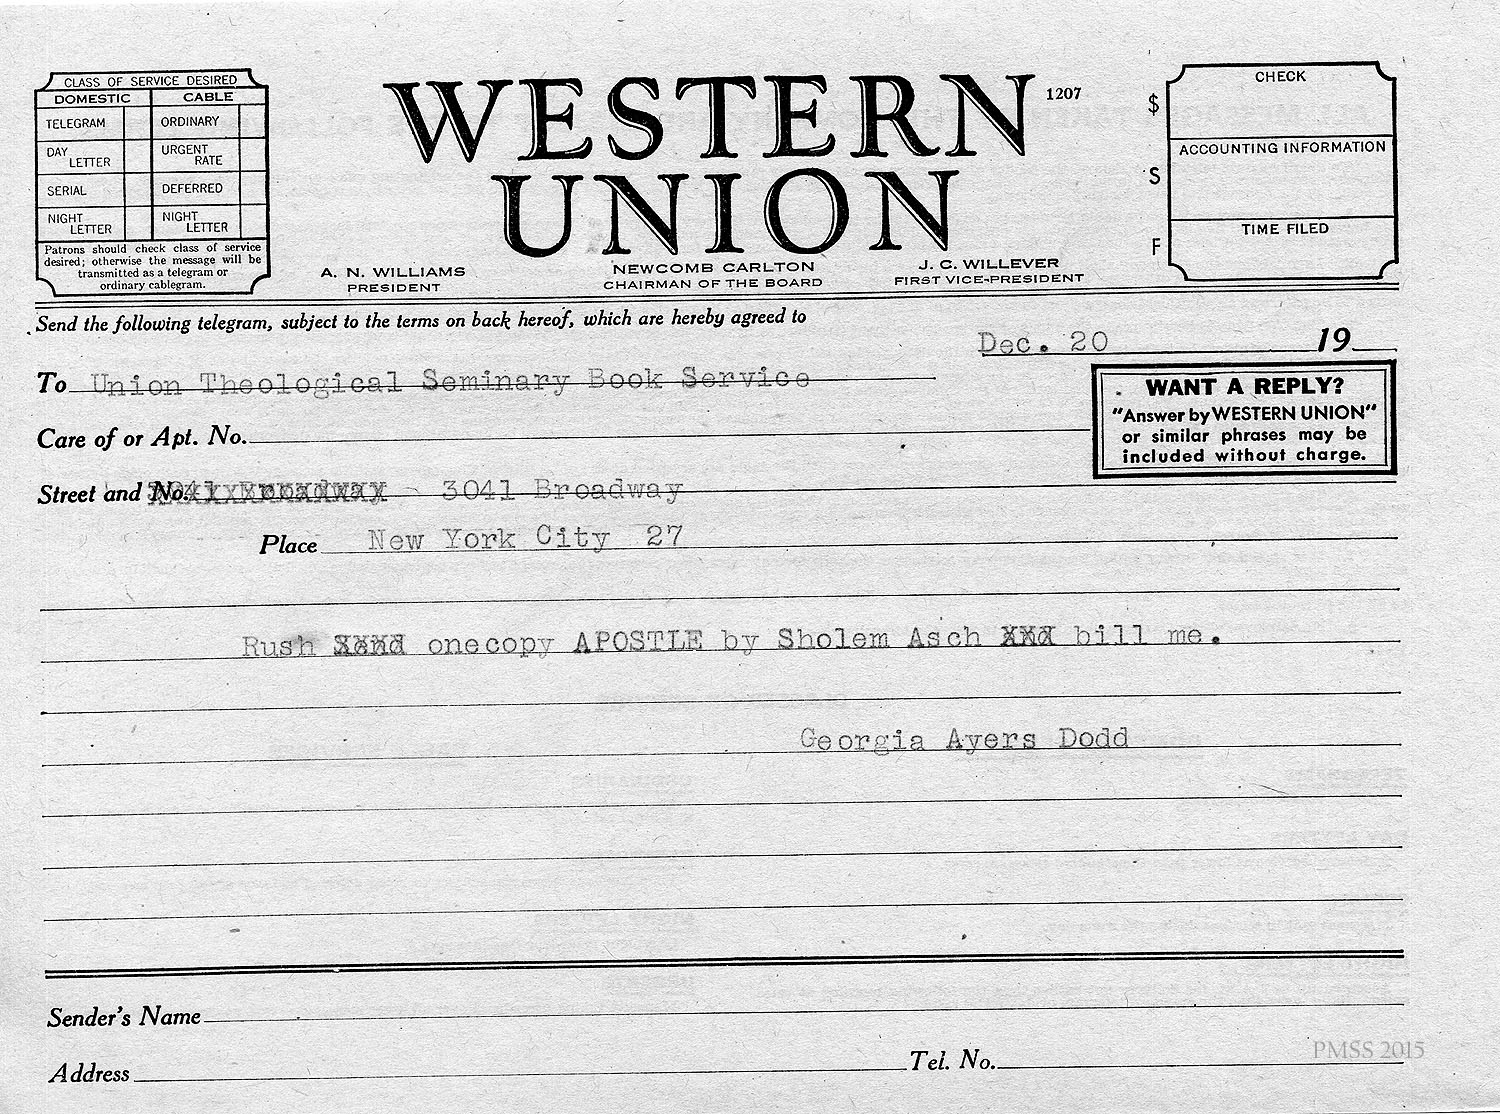 CLASS OF SERVICE DESIRED
DOMESTIC CABLE
TELEGRAM ORDINARY
DAY LETTER URGENT RATE
SERIAL DEFERRED
NIGHT LETTER NIGHT LETTER
Patrons should check class of service
desired; otherwise the message will be
transmitted as a telegram or
ordinary cablegram.
WESTERN
UNION
1207
A. N. WILLIAMS
PRESIDENT
NEWCOMB CARLTON
CHAIRMAN OF THE BOARD
J. C. WILLEVER
FIRST VICE-PRESIDENT
$
S
F
CHECK
ACCOUNTING INFORMATION
TIME FILED
Send the following telegram, subject to the terms on back hereof, which are hereby agreed to
Dec. 20 19
To Union Theological Seminary Book Service
WANT A REPLY?
"Answer by WESTERN UNION"
or similar phrases may be
included without charge.
Care of or Apt. No.
Street and No. 3041 Broadway
Place New York City 27
Rush onecopy APOSTLE by Sholem Asch bill me.
Georgia Ayers Dodd
Sender's Name
Address Tel. No.
PMSS 2015